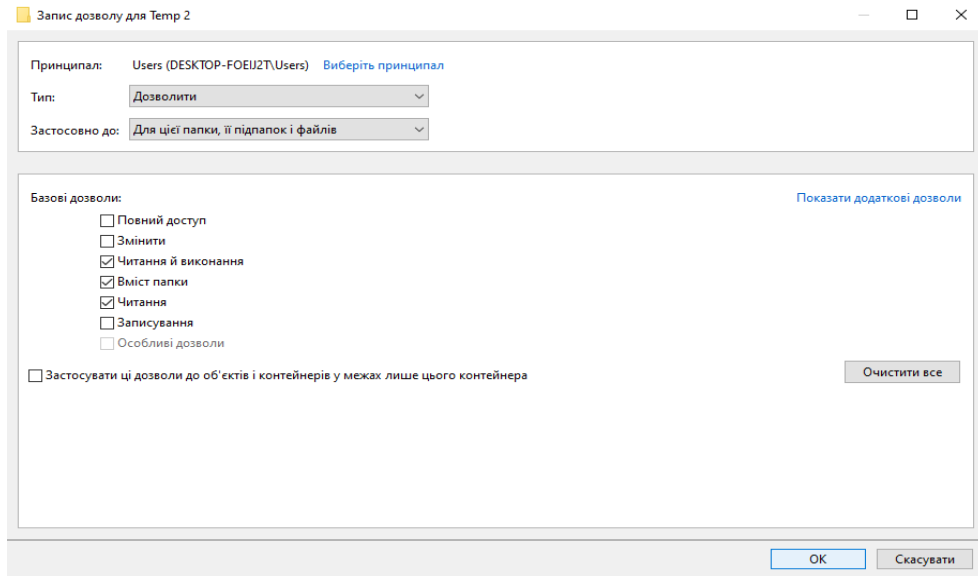 Запис дозволу для Temp 2
Принципал: Users (DESKTOP-FOEIJ2T\Users) Виберіть принципал
Тип: Дозволити
Застосовно до: Для цієї папки, її підпапок і файлів
Базові дозволи: Показати додаткові дозволи
Повний доступ
Змінити
Читання й виконання
Вміст папки
Читання
Записування
Особливі дозволи
Застосувати ці дозволи до об'єктів і контейнерів у межах лише цього контейнера Очистити все
ОК Скасувати